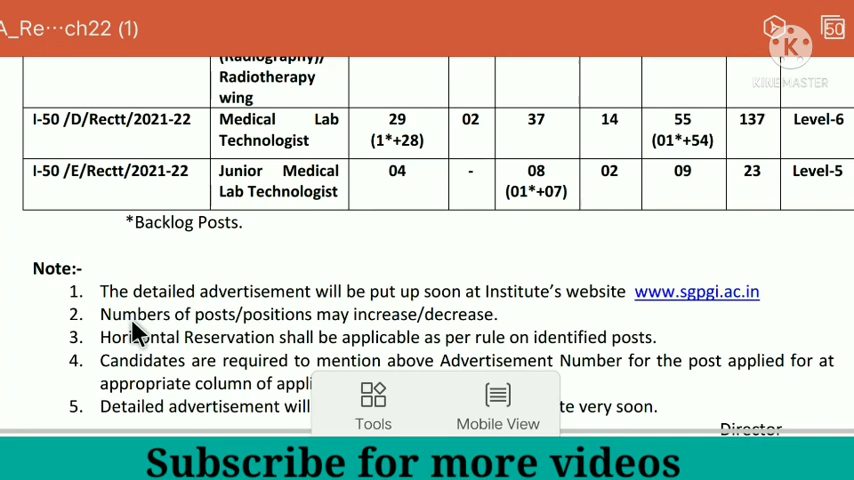 A_Re…ch22 (1)
50
K
KINEMASTER
(Radiography)/
Radiotherapy
wing
I-50 /D/Rectt/2021-22 Medical Lab 29 02 37 14 55 137 Level-6
Technologist (1*+28) (01*+54)
I-50 /E/Rectt/2021-22 Junior Medical 04 - 08 02 09 23 Level-5
Lab Technologist (01*+07)
*Backlog Posts.
Note:-
1. The detailed advertisement will be put up soon at Institute's website www.sgpgi.ac.in
2. Numbers of posts/positions may increase/decrease.
3. Horizontal Reservation shall be applicable as per rule on identified posts.
4. Candidates are required to mention above Advertisement Number for the post applied for at
appropriate column of appli
5. Detailed advertisement will te very soon.
Tools Mobile View
Director
Subscribe for more videos